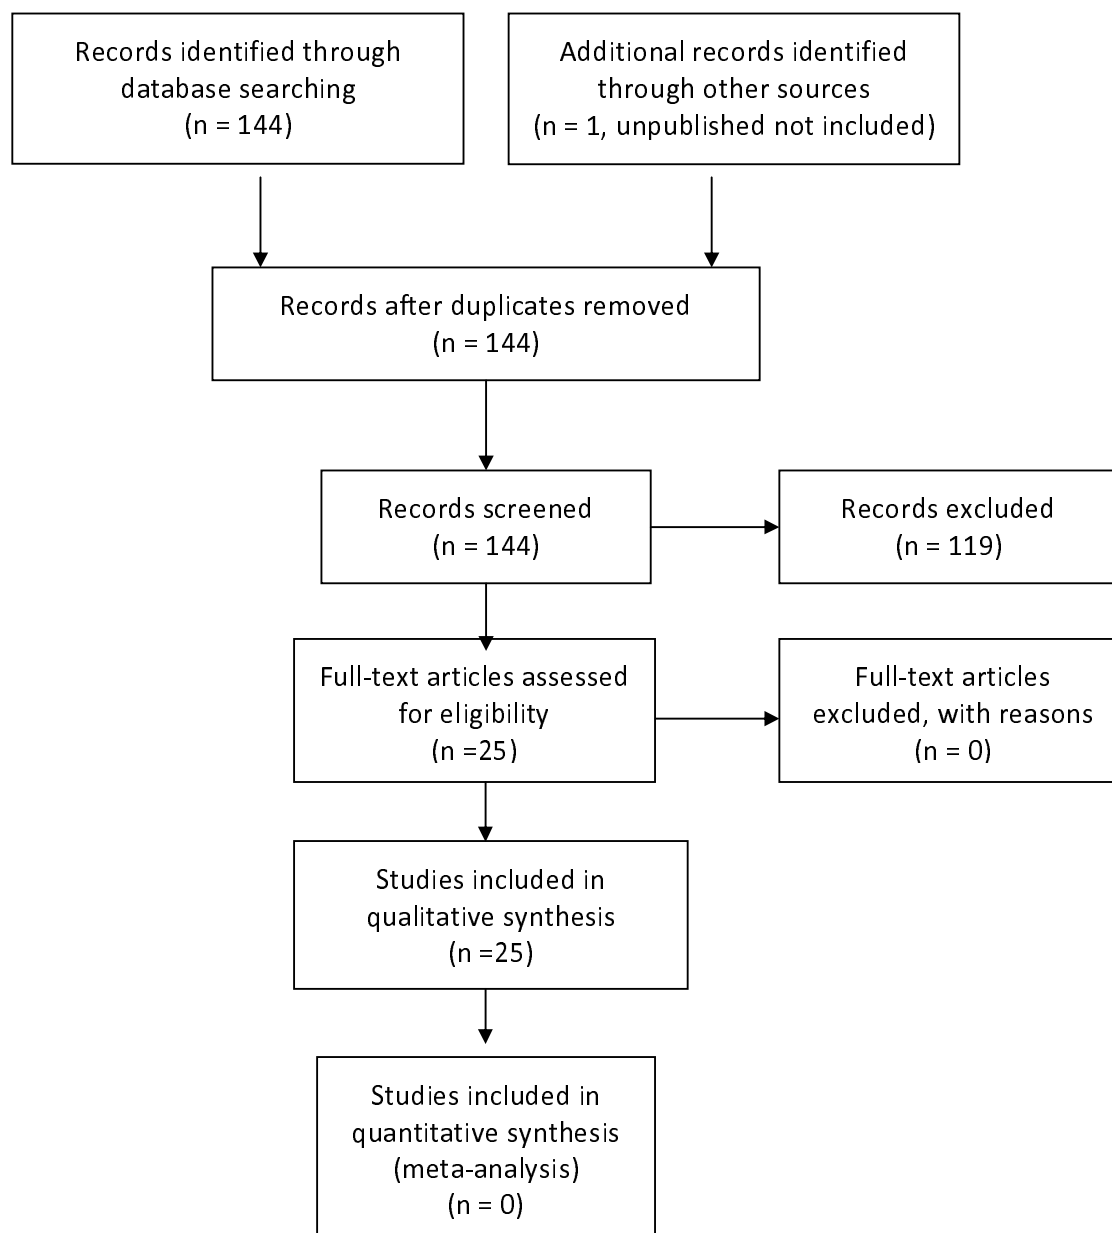 Records identified through
database searching
(n = 144)
Additional records identified
through other sources
(n = 1, unpublished not included)
Records after duplicates removed
(n = 144)
Records screened
(n = 144)
Records excluded
(n = 119)
Full-text articles assessed
for eligibility
(n =25)
Full-text articles
excluded, with reasons
(n = 0)
Studies included in
qualitative synthesis
(n =25)
Studies included in
quantitative synthesis
(meta-analysis)
(n = 0)